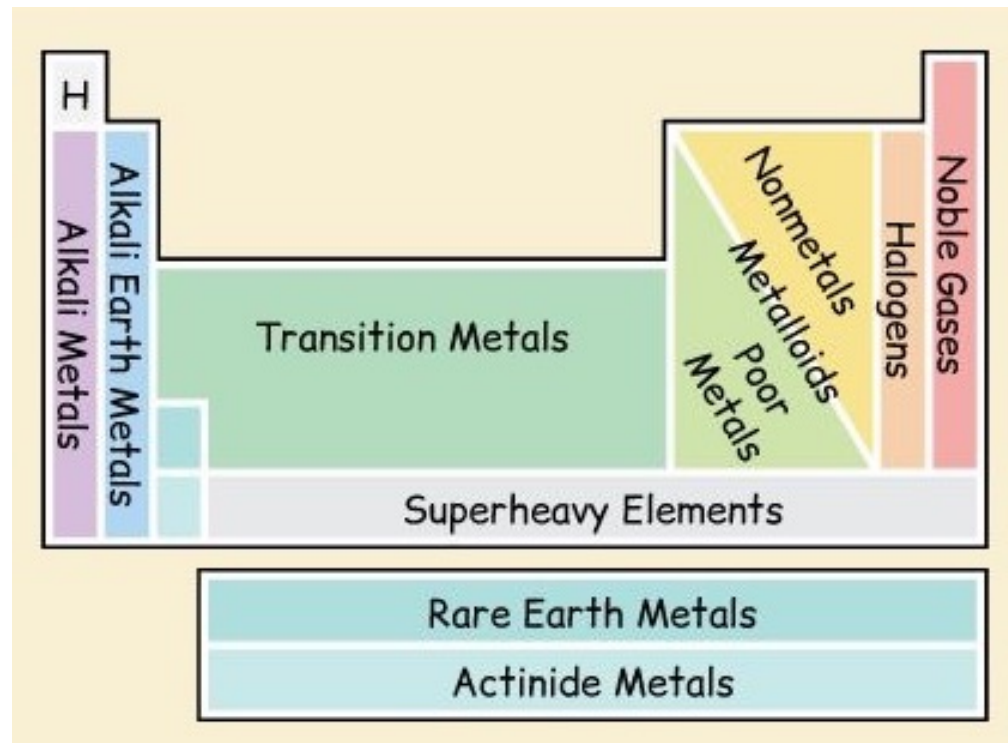 H
Alkali Metals
Alkali Earth Metals
Transition Metals
Nonmetals
Metalloids
Poor
Metals
Halogens
Noble Gases
Superheavy Elements
Rare Earth Metals
Actinide Metals